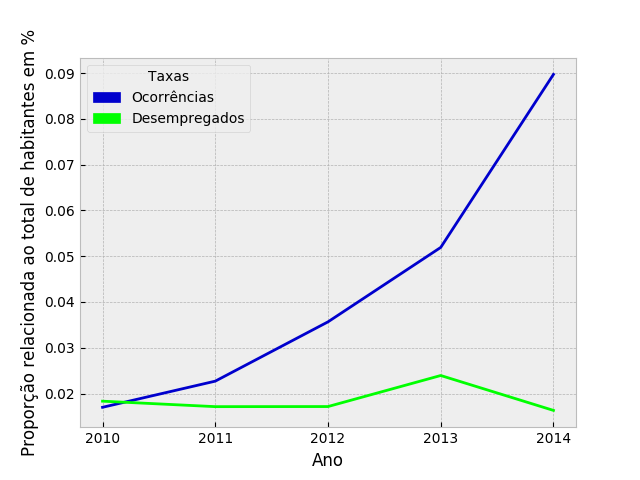 Proporção relacionada ao total de habitantes em %
0.09
0.08
0.07
0.06
0.05
0.04
0.03
0.02
Taxas
Ocorrências
Desempregados
2010 2011 2012 2013 2014
Ano